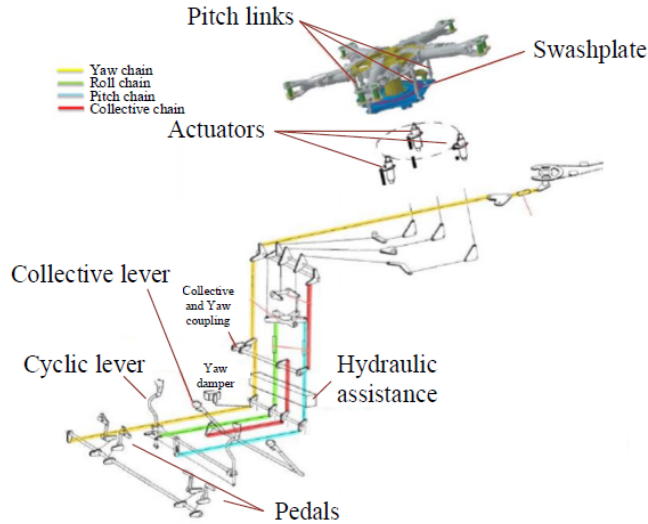 Pitch links
Swashplate
Yaw chain
Roll chain
Pitch chain
Collective chain
Actuators
Collective lever
Collective
and Yaw
coupling
Cyclic lever
Yaw
damper
Hydraulic
assistance
Pedals